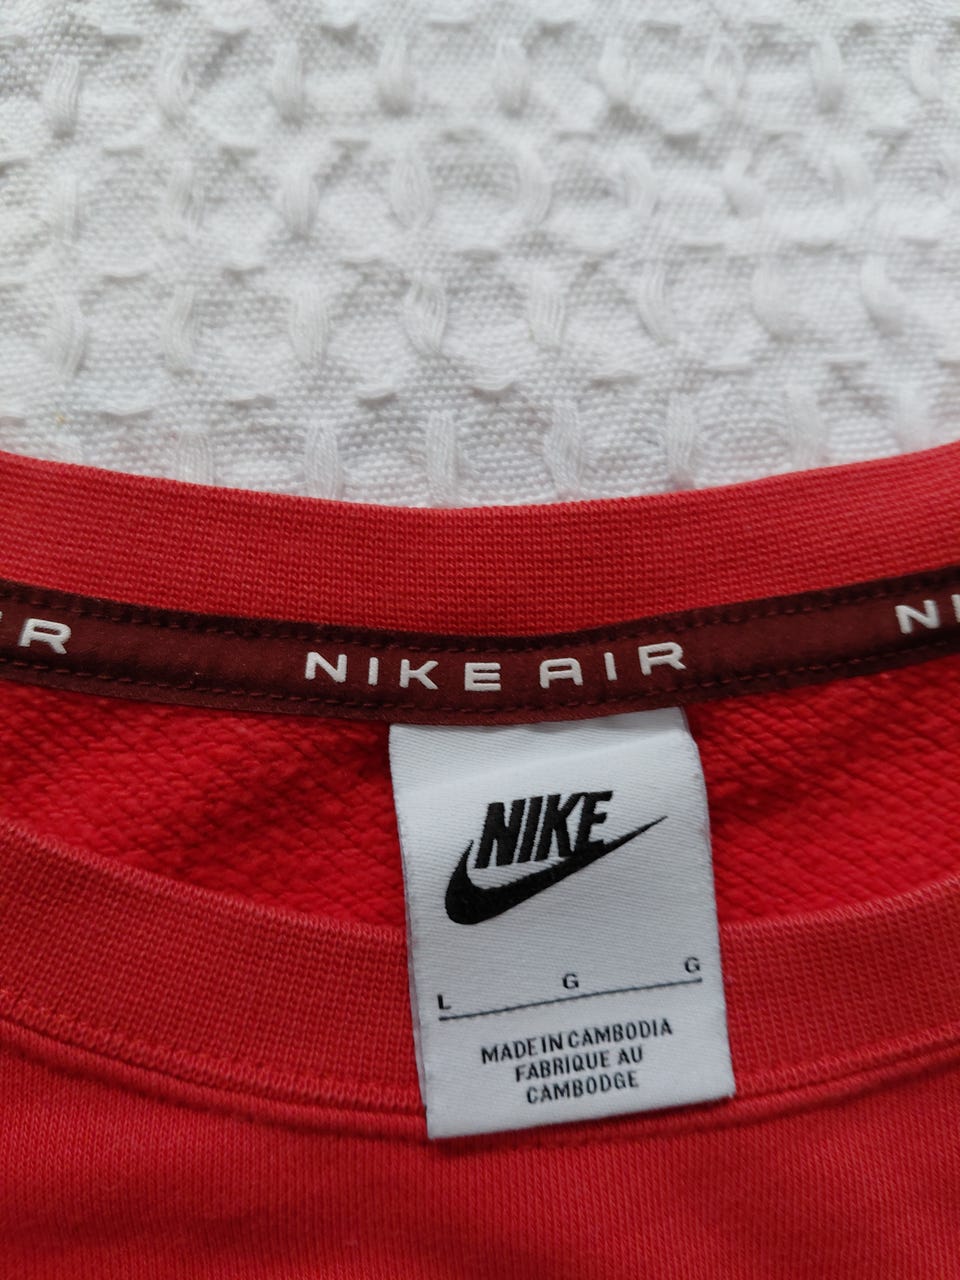 R NIKE AIR N
NIKE
L G G
MADE IN CAMBODIA
FABRIQUE AU
CAMBODGE